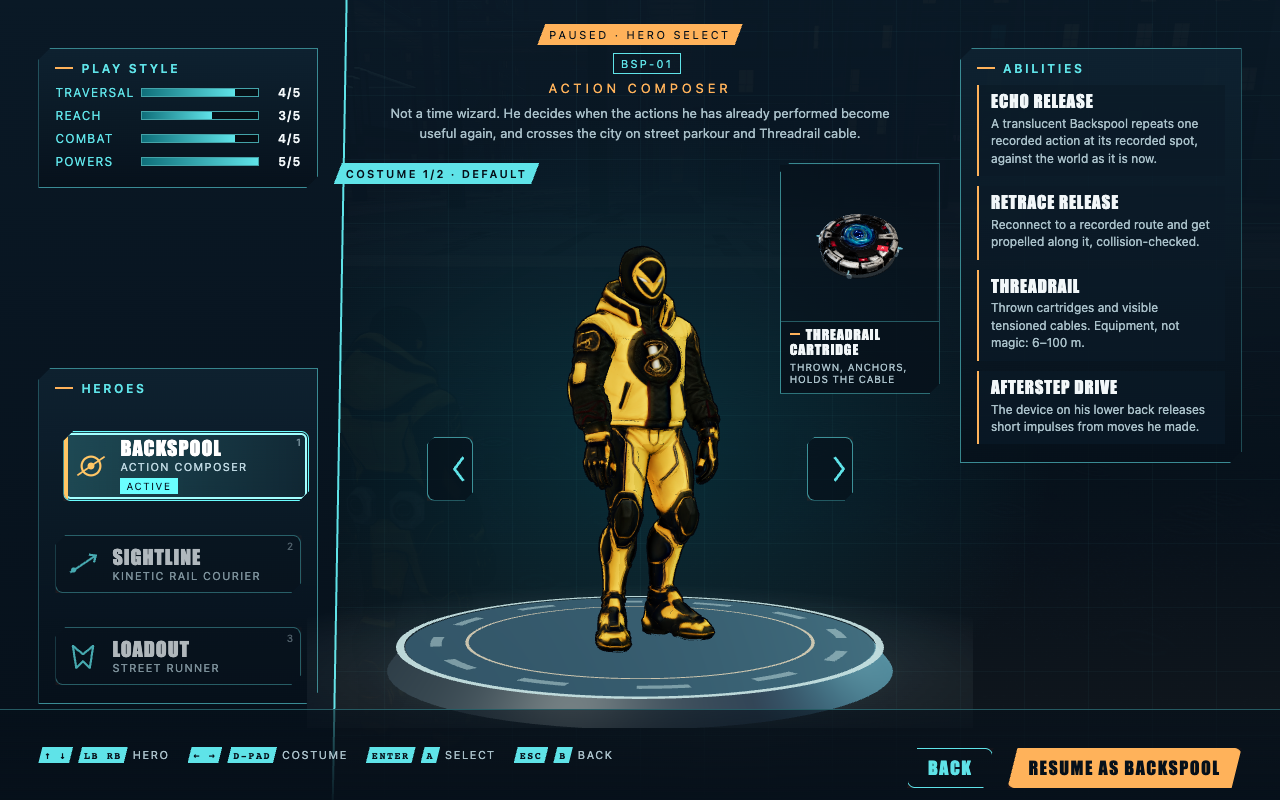 PAUSED · HERO SELECT
BSP-01
ACTION COMPOSER
Not a time wizard. He decides when the actions he has already performed become
useful again, and crosses the city on street parkour and Threadrail cable.
PLAY STYLE
TRAVERSAL 4/5
REACH 3/5
COMBAT 4/5
POWERS 5/5
COSTUME 1/2 · DEFAULT
THREADRAIL
CARTRIDGE
THROWN, ANCHORS,
HOLDS THE CABLE
ABILITIES
ECHO RELEASE
A translucent Backspool repeats one
recorded action at its recorded spot,
against the world as it is now.
RETRACE RELEASE
Reconnect to a recorded route and get
propelled along it, collision-checked.
THREADRAIL
Thrown cartridges and visible
tensioned cables. Equipment, not
magic: 6–100 m.
AFTERSTEP DRIVE
The device on his lower back releases
short impulses from moves he made.
HEROES
BACKSPOOL 1
ACTION COMPOSER
ACTIVE
SIGHTLINE 2
KINETIC RAIL COURIER
LOADOUT 3
STREET RUNNER
↑ ↓ LB RB HERO ← → D-PAD COSTUME ENTER A SELECT ESC B BACK
BACK
RESUME AS BACKSPOOL